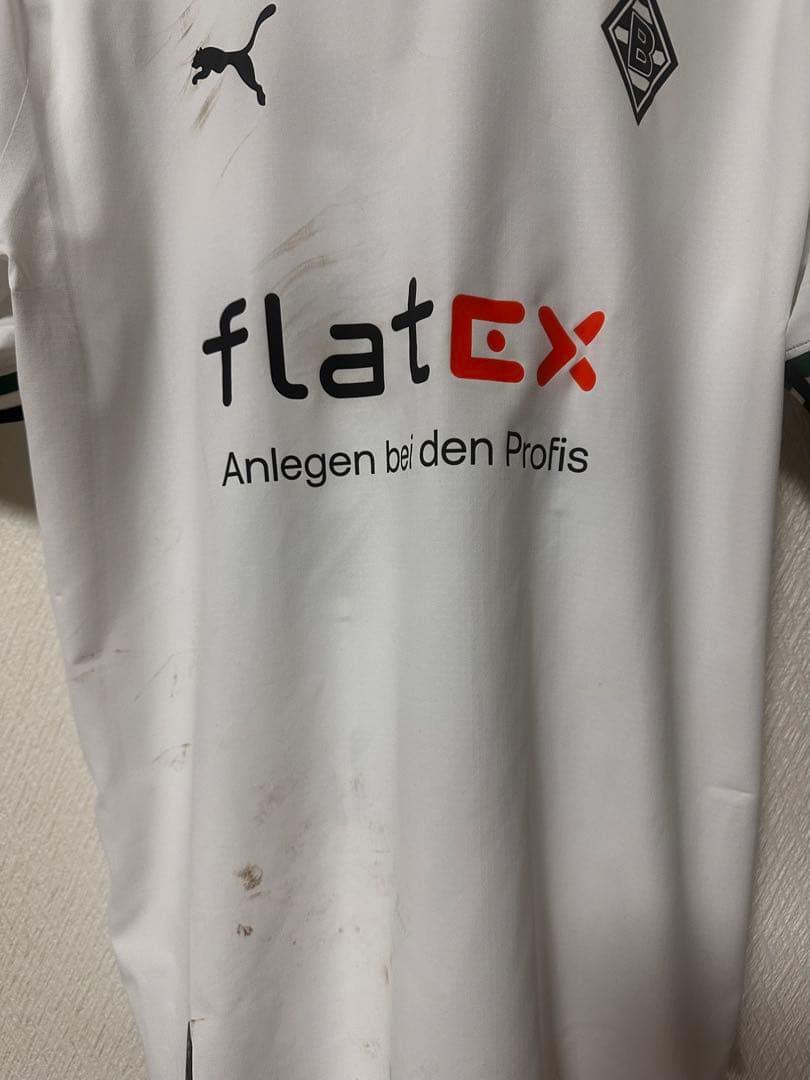 B
flatEX
Anlegen bei den Profis